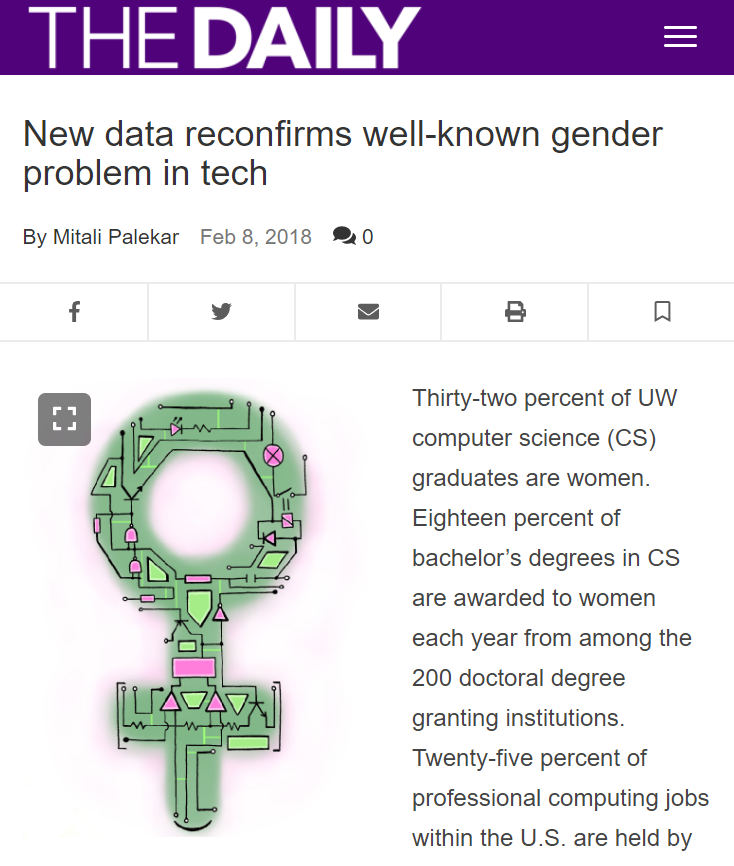 THE DAILY
New data reconfirms well-known gender
problem in tech
By Mitali Palekar Feb 8, 2018 0
Thirty-two percent of UW
computer science (CS)
graduates are women.
Eighteen percent of
bachelor’s degrees in CS
are awarded to women
each year from among the
200 doctoral degree
granting institutions.
Twenty-five percent of
professional computing jobs
within the U.S. are held by